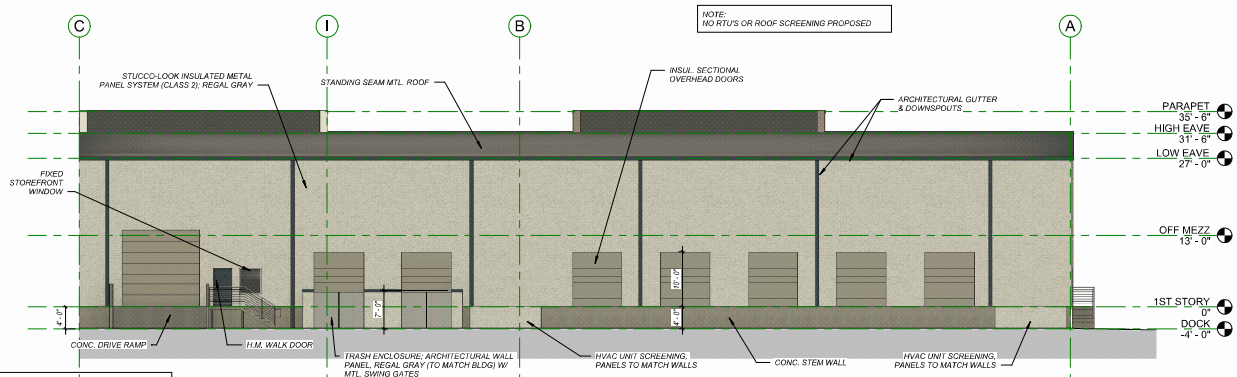 C
I
B
A
NOTE:
NO RTU'S OR ROOF SCREENING PROPOSED
STUCCO-LOOK INSULATED METAL
PANEL SYSTEM (CLASS 2); REGAL GRAY
STANDING SEAM MTL. ROOF
INSUL. SECTIONAL
OVERHEAD DOORS
ARCHITECTURAL GUTTER
& DOWNSPOUTS
PARAPET
35' - 6"
HIGH EAVE
31' - 6"
LOW EAVE
27' - 0"
FIXED
STOREFRONT
WINDOW
OFF MEZZ
13' - 0"
10' - 0"
7' - 0"
4' - 0"
4' - 0"
1ST STORY
0"
DOCK
-4' - 0"
CONC. DRIVE RAMP
H.M. WALK DOOR
TRASH ENCLOSURE; ARCHITECTURAL WALL
PANEL, REGAL GRAY (TO MATCH BLDG) W/
MTL. SWING GATES
HVAC UNIT SCREENING,
PANELS TO MATCH WALLS
CONC. STEM WALL
HVAC UNIT SCREENING,
PANELS TO MATCH WALLS